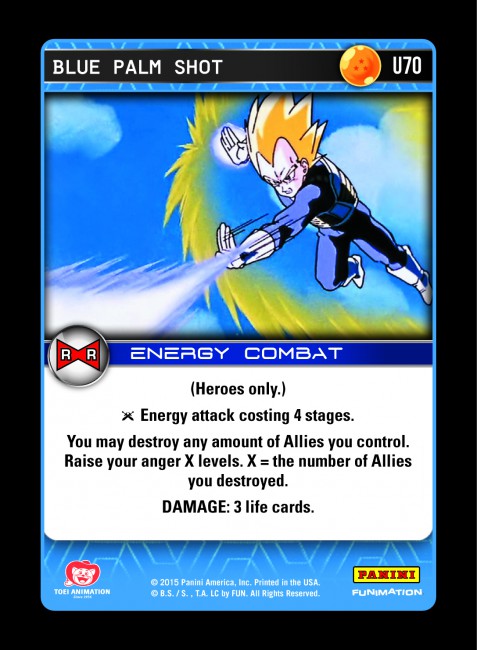 BLUE PALM SHOT U70
R R ENERGY COMBAT
(Heroes only.)
Energy attack costing 4 stages.
You may destroy any amount of Allies you control.
Raise your anger X levels. X = the number of Allies
you destroyed.
DAMAGE: 3 life cards.
TOEI ANIMATION
© 2015 Panini America, Inc. Printed in the USA.
© B.S./ S. , T.A. LC by FUN. All Rights Reserved.
PANINI
FUNIMATION